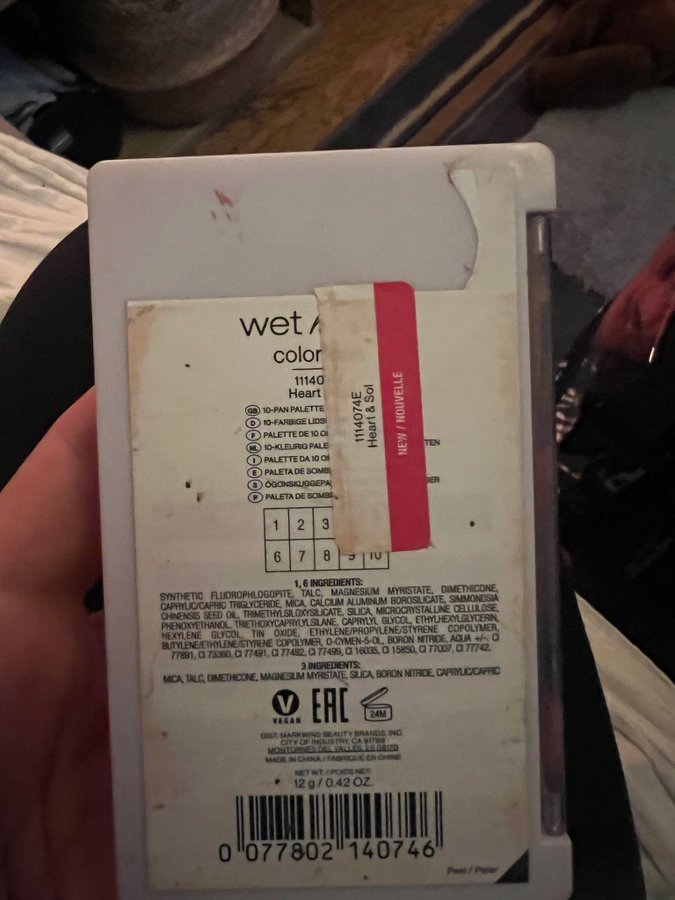 wet
color
11140
Heart
GB 10-PAN PALETTE
D 10-FARBIGE LIDS
F PALETTE DE 10 O
NL 10-KLEURIG PALE
TEN
I PALETTE DA 10 O
E PALETA DE SOMB
S ÖGONSKUGGEPA
BER
P PALETA DE SOMB
1114074E
Heart & Sol
NEW / NOUVELLE
1 2 3
6 7 8 9 10
1, 6 INGREDIENTS:
SYNTHETIC FLUORPHLOGOPITE, TALC, MAGNESIUM MYRISTATE, DIMETHICONE,
CAPRYLIC/CAPRIC TRIGLYCERIDE, MICA, CALCIUM ALUMINUM BOROSILICATE, SIMMONDSIA
CHINENSIS SEED OIL, TRIMETHYLSILOXYSILICATE, SILICA, MICROCRYSTALLINE CELLULOSE,
PHENOXYETHANOL, TRIETHOXYCAPRYLYLSILANE, CAPRYLYL GLYCOL, ETHYLHEXYLGLYCERIN,
HEXYLENE GLYCOL, TIN OXIDE, ETHYLENE/PROPYLENE/STYRENE COPOLYMER,
BUTYLENE/ETHYLENE/STYRENE COPOLYMER, O-CYMEN-5-OL, BORON NITRIDE, AQUA +/-: CI
77891, CI 73360, CI 77491, CI 77492, CI 77499, CI 16035, CI 15850, CI 77007, CI 77742.
3 INGREDIENTS:
MICA, TALC, DIMETHICONE, MAGNESIUM MYRISTATE, SILICA, BORON NITRIDE, CAPRYLIC/CAPRIC
V
VEGAN
EAC
24M
DIST. MARKWINS BEAUTY BRANDS, INC.
CITY OF INDUSTRY, CA 91789
MONTORNÉS DEL VALLÉS, ES 08170
MADE IN CHINA / FABRIQUÉ EN CHINE
NET WT. / POIDS NET:
12 g / 0.42 OZ.
0 077802 140746
Peel / Peler